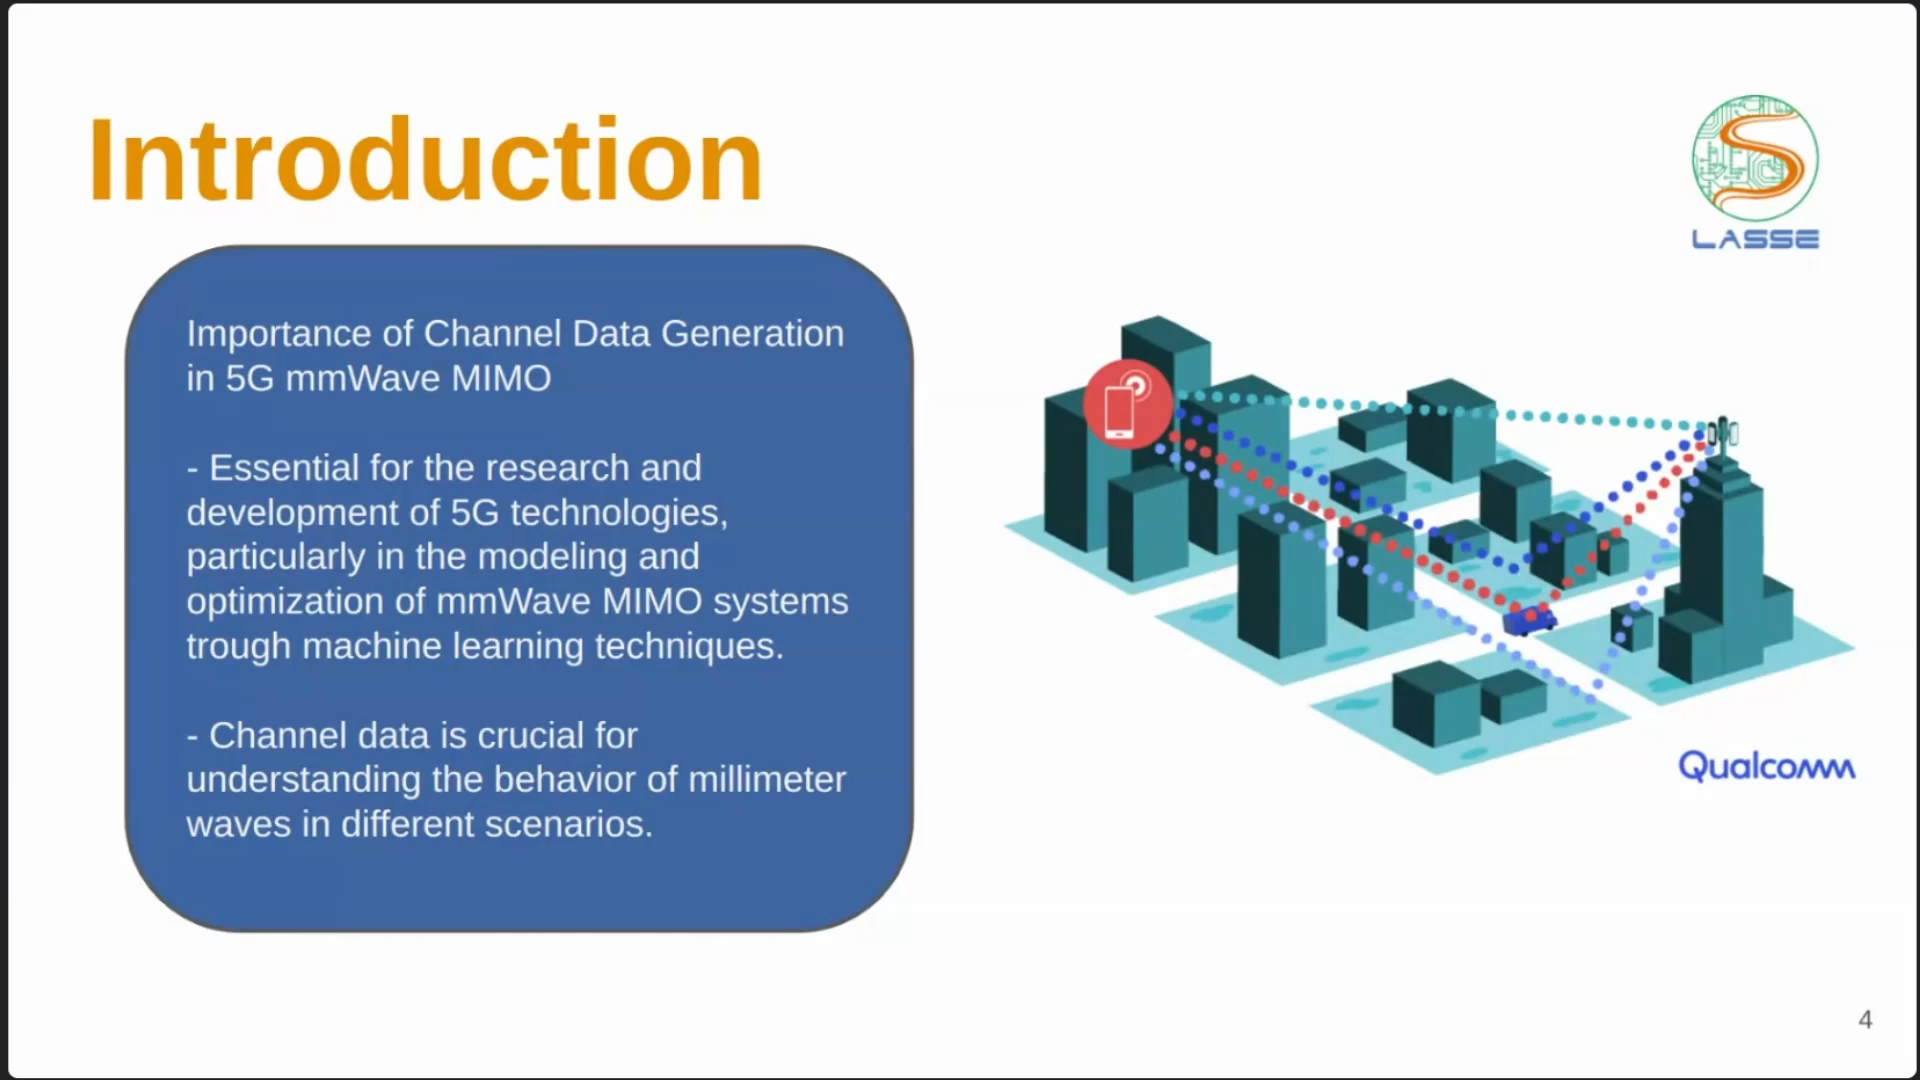 Introduction
LASSE
Importance of Channel Data Generation
in 5G mmWave MIMO
- Essential for the research and
development of 5G technologies,
particularly in the modeling and
optimization of mmWave MIMO systems
trough machine learning techniques.
- Channel data is crucial for
understanding the behavior of millimeter
waves in different scenarios.
Qualcomm
4